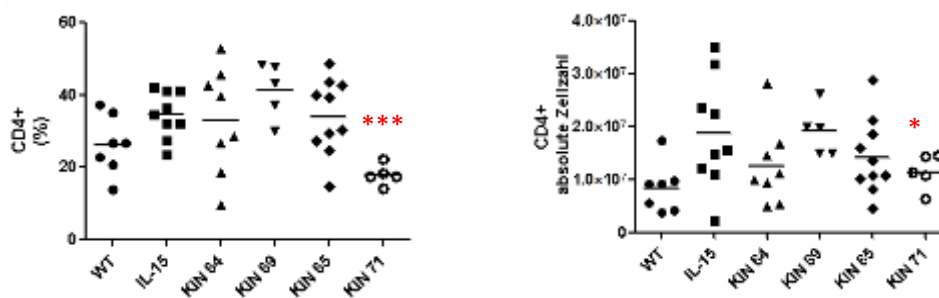 CD4+
(%)
60
40
20
0
***
WT
IL-15
KIN 64
KIN 69
KIN 65
KIN 71
CD4+
absolute Zellzahl
4.0×10⁷
3.0×10⁷
2.0×10⁷
1.0×10⁷
0
*
WT
IL-15
KIN 64
KIN 69
KIN 65
KIN 71